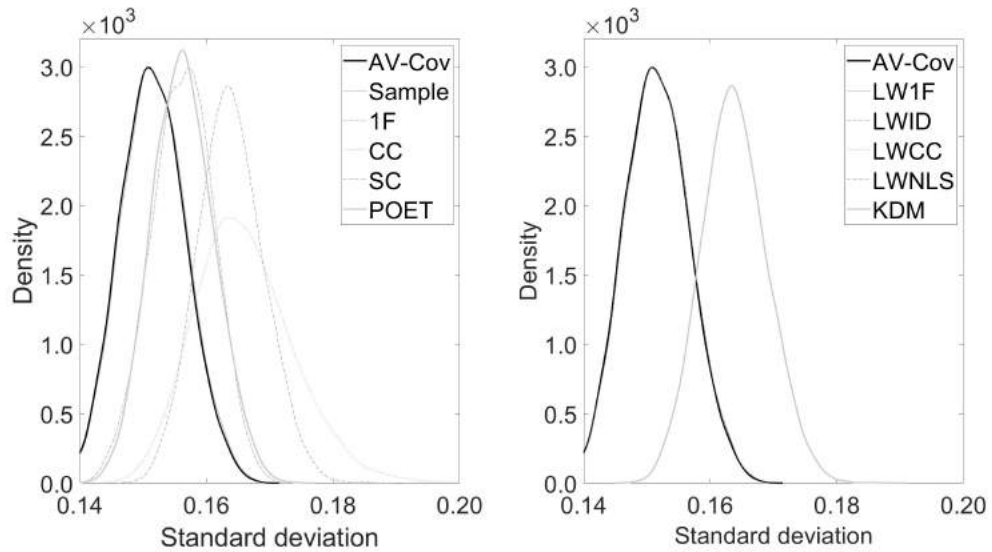 ×10³
3.0
2.5
2.0
1.5
1.0
0.5
0.0
Density
0.14 0.16 0.18 0.20
Standard deviation
AV-Cov
Sample
1F
CC
SC
POET
×10³
3.0
2.5
2.0
1.5
1.0
0.5
0.0
Density
0.14 0.16 0.18 0.20
Standard deviation
AV-Cov
LW1F
LWID
LWCC
LWNLS
KDM